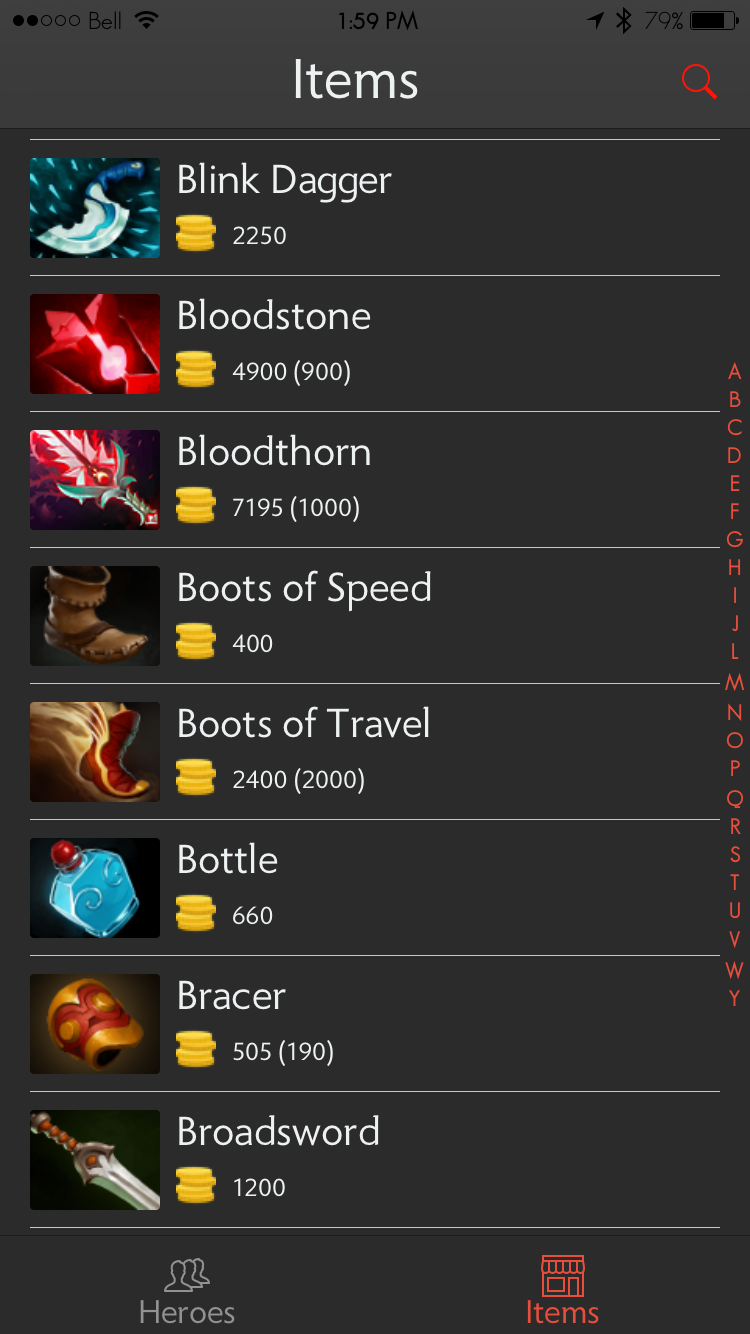 Bell 1:59 PM 79%
Items
Blink Dagger
2250
Bloodstone
4900 (900)
Bloodthorn
7195 (1000)
Boots of Speed
400
Boots of Travel
2400 (2000)
Bottle
660
Bracer
505 (190)
Broadsword
1200
A
B
C
D
E
F
G
H
I
J
L
M
N
O
P
Q
R
S
T
U
V
W
Y
Heroes
Items